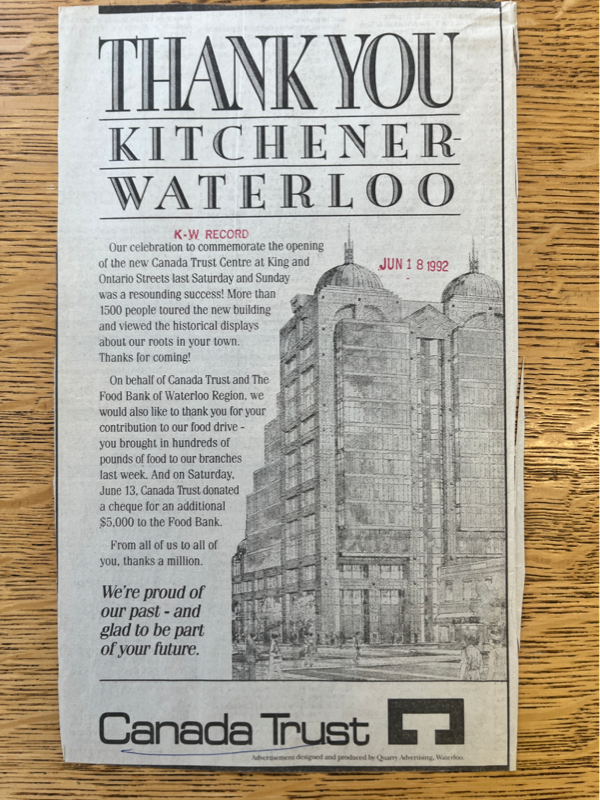 THANK YOU
KITCHENER-
WATERLOO
K-W RECORD
JUN 18 1992
Our celebration to commemorate the opening
of the new Canada Trust Centre at King and
Ontario Streets last Saturday and Sunday
was a resounding success! More than
1500 people toured the new building
and viewed the historical displays
about our roots in your town.
Thanks for coming!
On behalf of Canada Trust and The
Food Bank of Waterloo Region, we
would also like to thank you for your
contribution to our food drive -
you brought in hundreds of
pounds of food to our branches
last week. And on Saturday,
June 13, Canada Trust donated
a cheque for an additional
$5,000 to the Food Bank.
From all of us to all of
you, thanks a million.
We're proud of
our past - and
glad to be part
of your future.
Canada Trust
Advertisement designed and produced by Quarry Advertising, Waterloo.